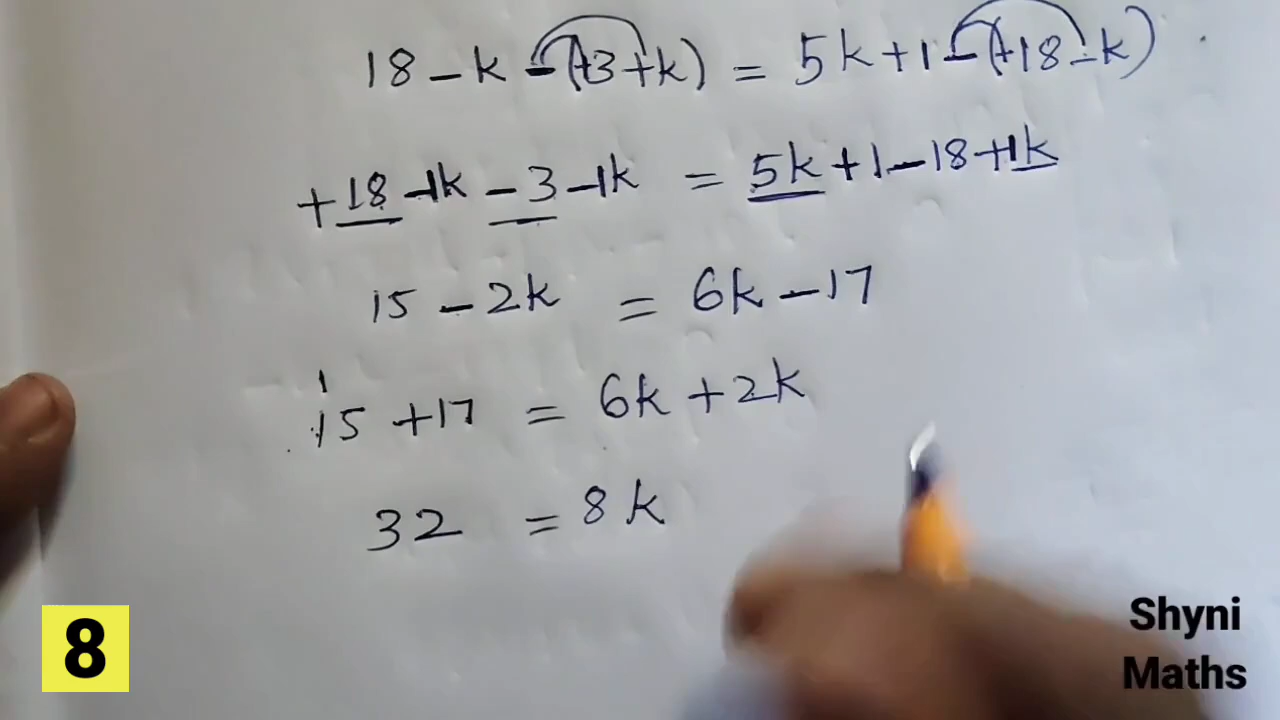 18 - k - (+3 + k) = 5k + 1 - (+18 - k)
+18 - 1k - 3 - 1k = 5k + 1 - 18 + 1k
15 - 2k = 6k - 17
1
15 + 17 = 6k + 2k
32 = 8k
8
Shyni
Maths